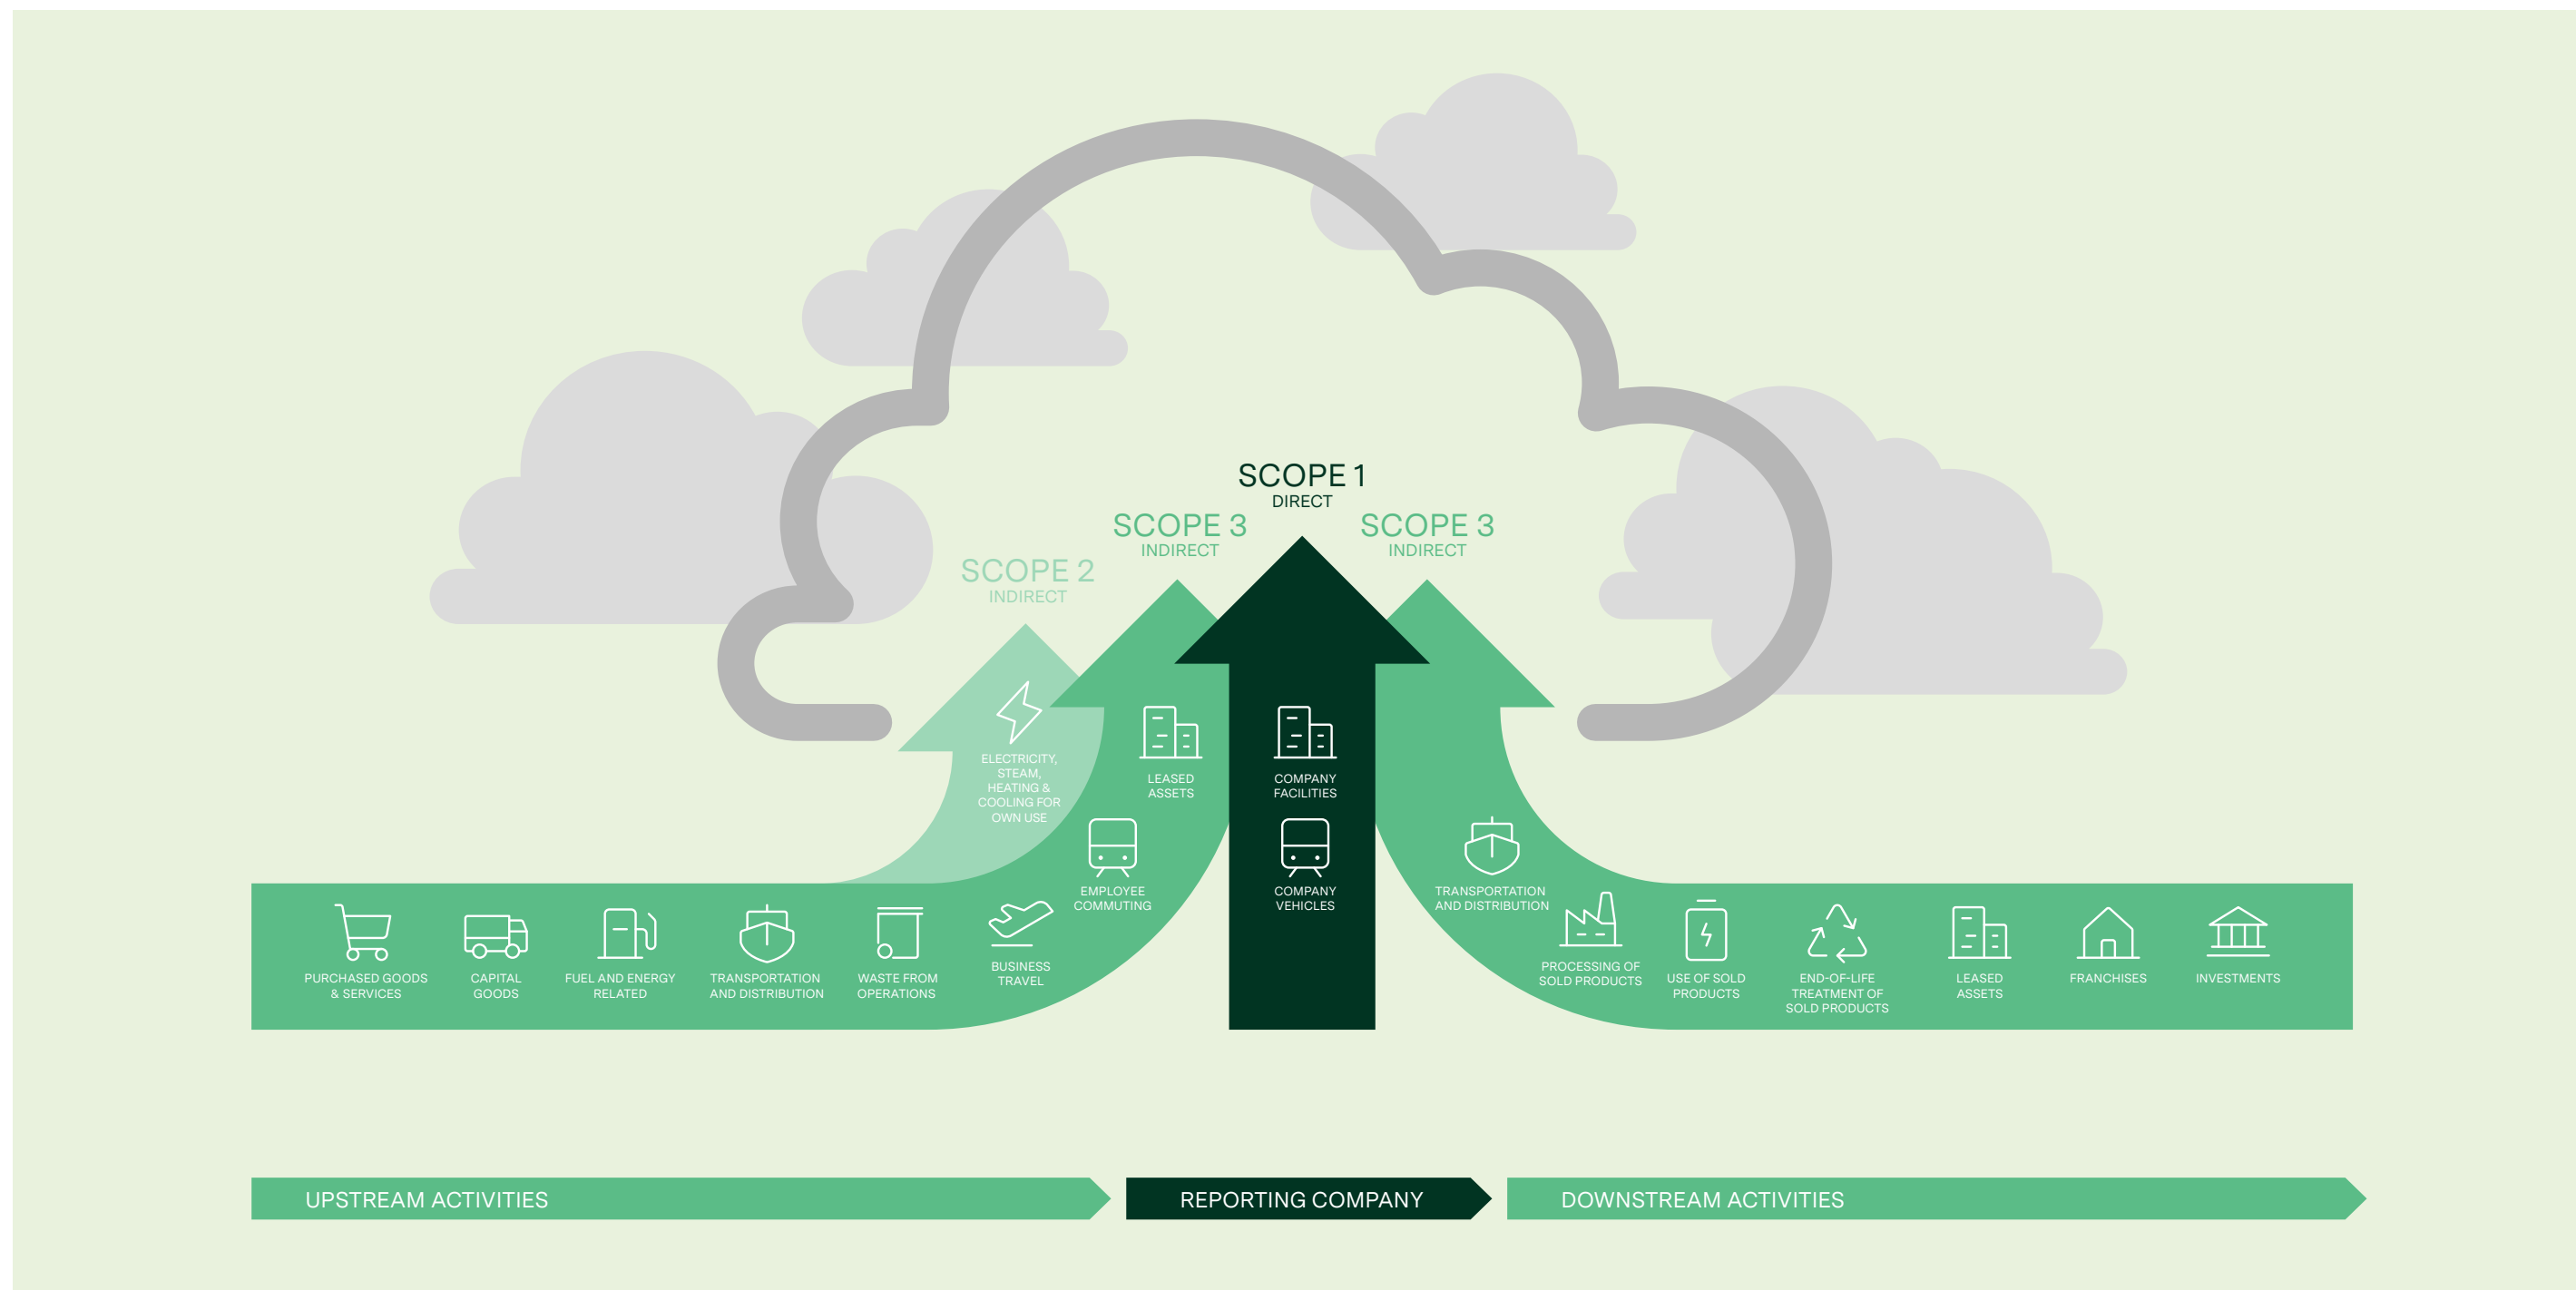 SCOPE 1
DIRECT
SCOPE 3
INDIRECT
SCOPE 3
INDIRECT
SCOPE 2
INDIRECT
ELECTRICITY,
STEAM,
HEATING &
COOLING FOR
OWN USE
LEASED
ASSETS
COMPANY
FACILITIES
EMPLOYEE
COMMUTING
COMPANY
VEHICLES
TRANSPORTATION
AND DISTRIBUTION
PURCHASED GOODS
& SERVICES
CAPITAL
GOODS
FUEL AND ENERGY
RELATED
TRANSPORTATION
AND DISTRIBUTION
WASTE FROM
OPERATIONS
BUSINESS
TRAVEL
PROCESSING OF
SOLD PRODUCTS
USE OF SOLD
PRODUCTS
END-OF-LIFE
TREATMENT OF
SOLD PRODUCTS
LEASED
ASSETS
FRANCHISES
INVESTMENTS
UPSTREAM ACTIVITIES
REPORTING COMPANY
DOWNSTREAM ACTIVITIES